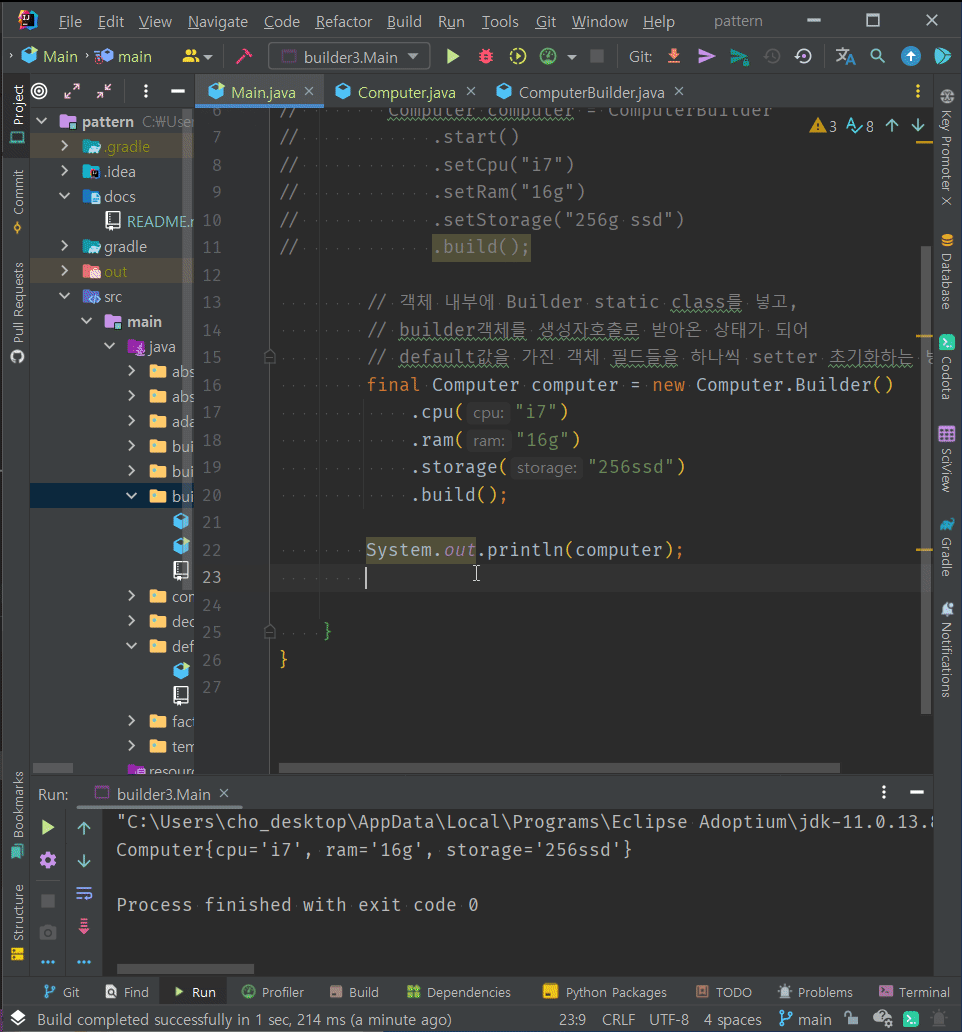 File Edit View Navigate Code Refactor Build Run Tools Git Window Help pattern
Main main builder3.Main Git:
Project
Commit
Pull Requests
Bookmarks
Structure
Main.java Computer.java ComputerBuilder.java
pattern C:₩Use
.gradle
.idea
docs
README.
gradle
out
src
main
java
abs
abs
ada
bui
bui
bui
con
dec
def
fac
tem
resour
3 8
6 // Computer computer = ComputerBuilder
7 // .start()
8 // .setCpu("i7")
9 // .setRam("16g")
10 // .setStorage("256g ssd")
11 // .build();
12
13 // 객체 내부에 Builder static class를 넣고,
14 // builder객체를 생성자호출로 받아온 상태가 되어
15 // default값을 가진 객체 필드들을 하나씩 setter 초기화하는
16 final Computer computer = new Computer.Builder()
17 .cpu( cpu: "i7")
18 .ram( ram: "16g")
19 .storage( storage: "256ssd")
20 .build();
21
22 System.out.println(computer);
23
24
25 }
26 }
27
Key Promoter X
Database
Codota
SciView
Gradle
Notifications
Run: builder3.Main
"C:\Users\cho_desktop\AppData\Local\Programs\Eclipse Adoptium\jdk-11.0.13.8
Computer{cpu='i7', ram='16g', storage='256ssd'}
Process finished with exit code 0
Git Find Run Profiler Build Dependencies Python Packages TODO Problems Terminal
Build completed successfully in 1 sec, 214 ms (a minute ago) 23:9 CRLF UTF-8 4 spaces main